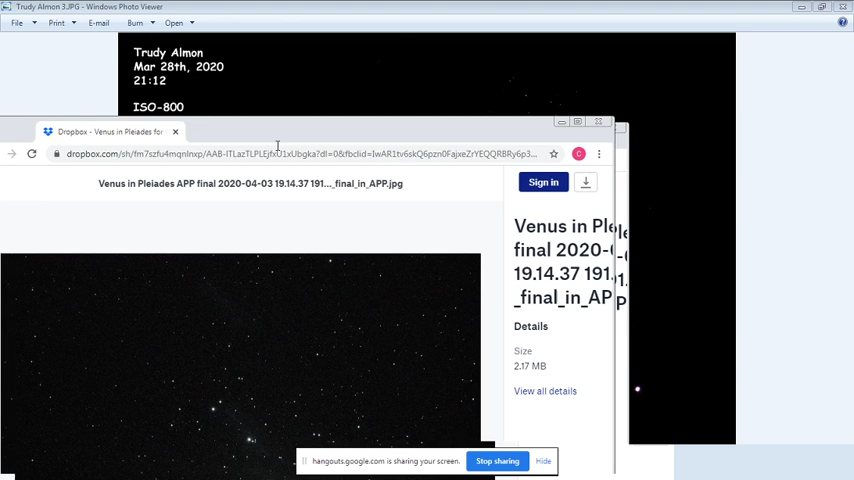 Trudy Almon 3.JPG - Windows Photo Viewer
File Print E-mail Burn Open
Trudy Almon
Mar 28th, 2020
21:12
ISO-800
Dropbox - Venus in Pleiades for
Venus in Pleiades APP final 2020-04-03 19.14.37 191..._final_in_APP.jpg
Sign in
Venus in Ple
final 2020-0
19.14.37 191.
_final_in_AP
Details
Size
2.17 MB
View all details
hangouts.google.com is sharing your screen. Stop sharing Hide